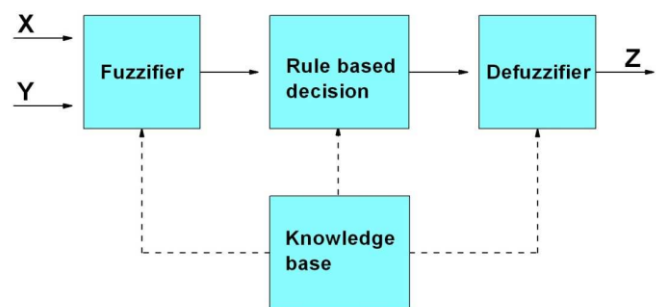 X
Y
Fuzzifier
Rule based
decision
Defuzzifier
Z
Knowledge
base